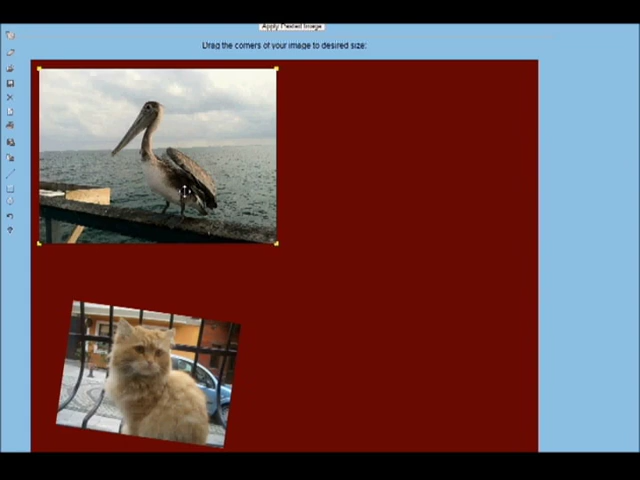 Apply Pasted Image
Drag the corners of your image to desired size: